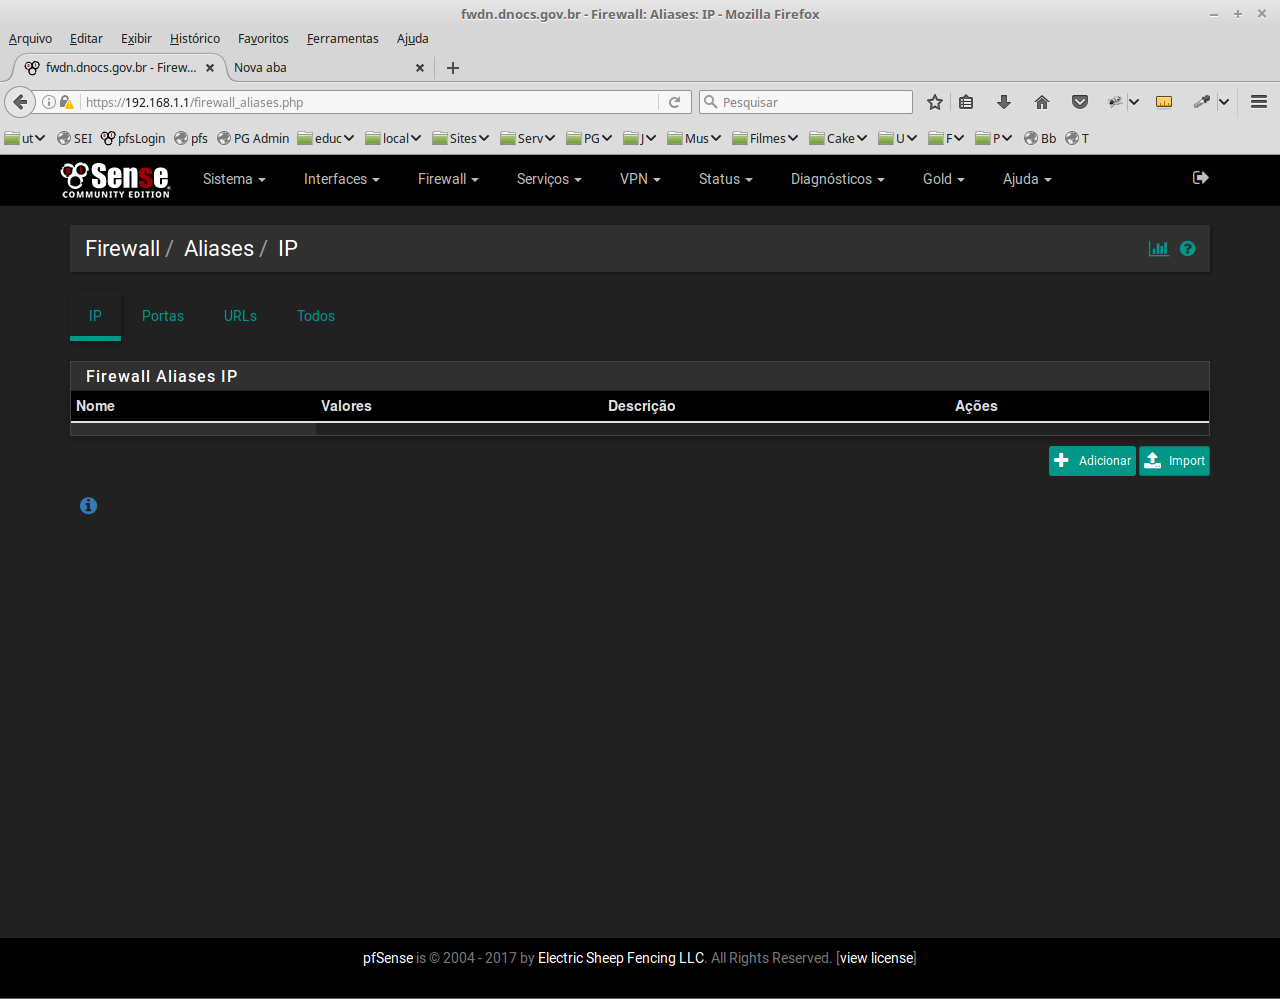 fwdn.dnocs.gov.br - Firewall: Aliases: IP - Mozilla Firefox
Arquivo Editar Exibir Histórico Favoritos Ferramentas Ajuda
fwdn.dnocs.gov.br - Firew... Nova aba
https://192.168.1.1/firewall_aliases.php Pesquisar
ut SEI pfsLogin pfs PG Admin educ local Sites Serv PG J Mus Filmes Cake U F P Bb T
Sense Sistema Interfaces Firewall Serviços VPN Status Diagnósticos Gold Ajuda
COMMUNITY EDITION
Firewall / Aliases / IP
IP Portas URLs Todos
Firewall Aliases IP
Nome Valores Descrição Ações
Adicionar Import
pfSense is © 2004 - 2017 by Electric Sheep Fencing LLC. All Rights Reserved. [view license]